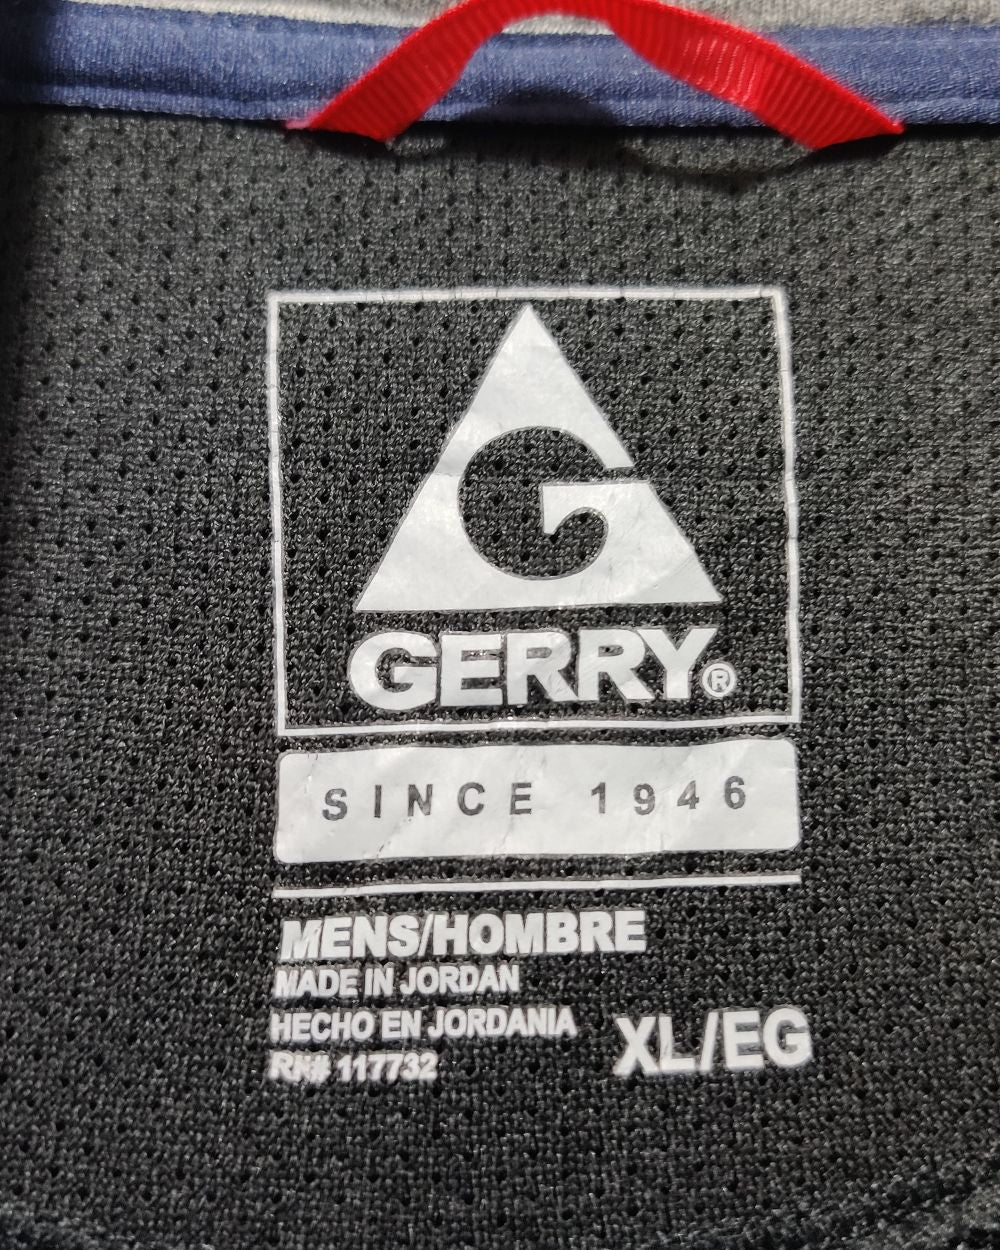 G
GERRY®
SINCE 1946
MENS/HOMBRE
MADE IN JORDAN
HECHO EN JORDANIA
RN# 117732
XL/EG